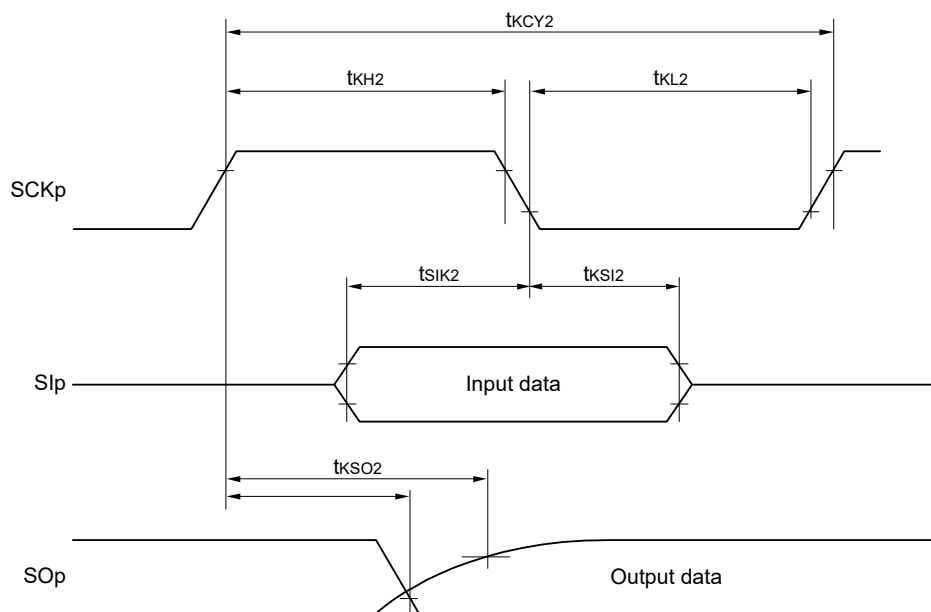 tKCY2
tKH2
tKL2
SCKp
tSIK2
tKSI2
SIp
Input data
tKSO2
SOp
Output data